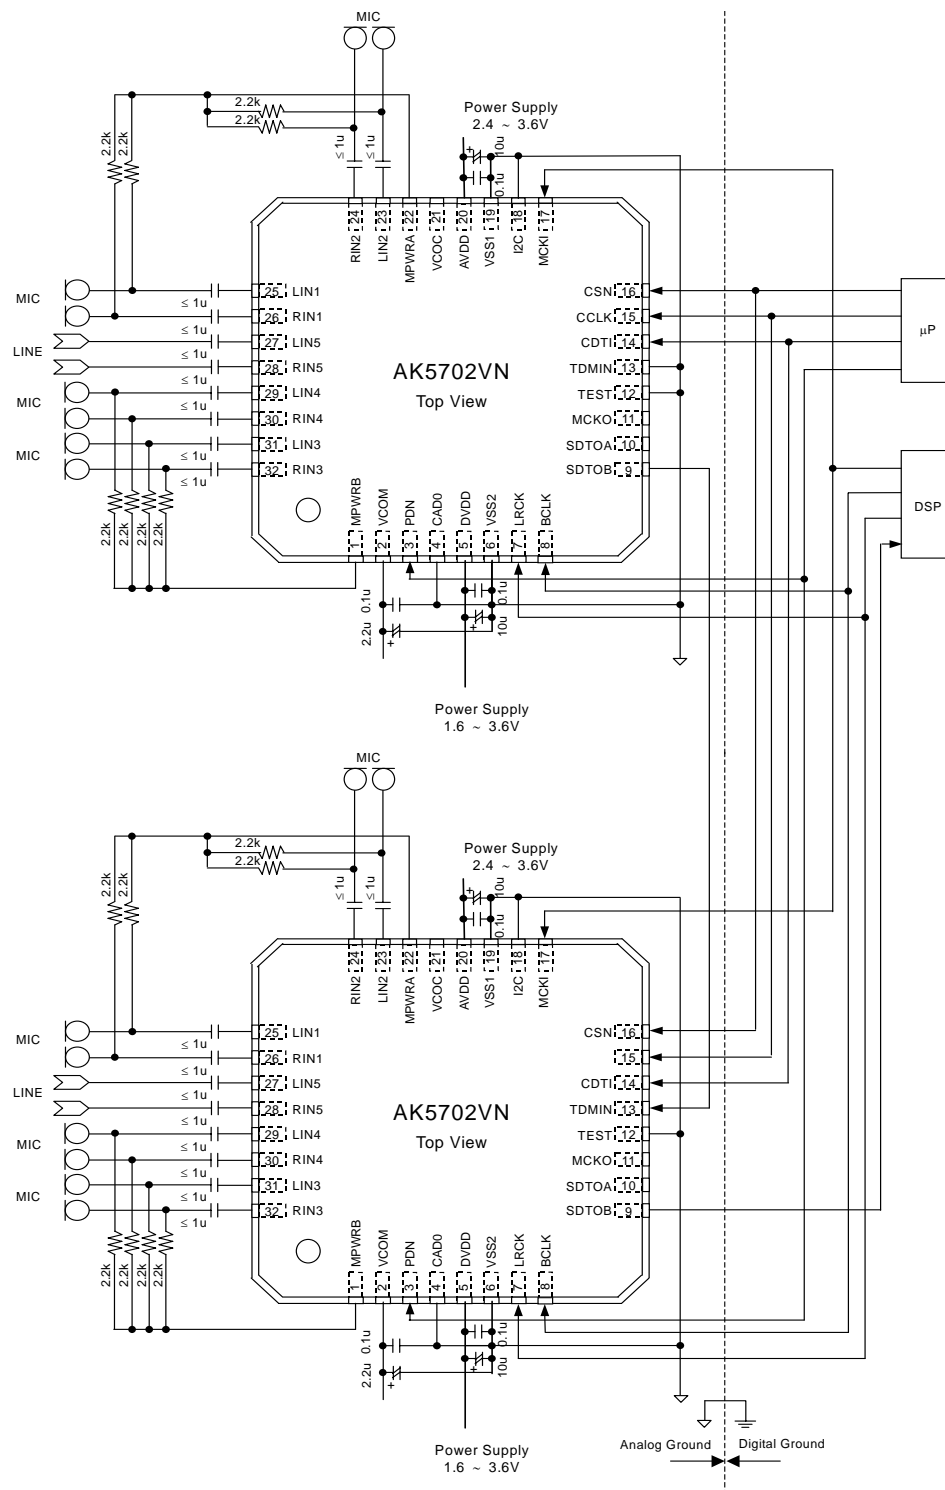 MIC
2.2k
2.2k
2.2k
2.2k
≤ 1u
≤ 1u
Power Supply
2.4 ~ 3.6V
10u
0.1u
24
23
22
21
20
19
18
17
RIN2
LIN2
MPWRA
VCOC
AVDD
VSS1
I2C
MCKI
MIC
LINE
MIC
MIC
≤ 1u
≤ 1u
≤ 1u
≤ 1u
≤ 1u
≤ 1u
≤ 1u
≤ 1u
25 LIN1
26 RIN1
27 LIN5
28 RIN5
29 LIN4
30 RIN4
31 LIN3
32 RIN3
AK5702VN
Top View
CSN 16
CCLK 15
CDTI 14
TDMIN 13
TEST 12
MCKO 11
SDTOA 10
SDTOB 9
µP
DSP
MPWRB
VCOM
PDN
CAD0
DVDD
VSS2
LRCK
BCLK
1
2
3
4
5
6
7
8
2.2k
2.2k
2.2k
2.2k
0.1u
2.2u
0.1u
10u
Power Supply
1.6 ~ 3.6V
MIC
2.2k
2.2k
2.2k
2.2k
≤ 1u
≤ 1u
Power Supply
2.4 ~ 3.6V
10u
0.1u
24
23
22
21
20
19
18
17
RIN2
LIN2
MPWRA
VCOC
AVDD
VSS1
I2C
MCKI
MIC
LINE
MIC
MIC
≤ 1u
≤ 1u
≤ 1u
≤ 1u
≤ 1u
≤ 1u
≤ 1u
≤ 1u
25 LIN1
26 RIN1
27 LIN5
28 RIN5
29 LIN4
30 RIN4
31 LIN3
32 RIN3
AK5702VN
Top View
CSN 16
15
CDTI 14
TDMIN 13
TEST 12
MCKO 11
SDTOA 10
SDTOB 9
MPWRB
VCOM
PDN
CAD0
DVDD
VSS2
LRCK
BCLK
1
2
3
4
5
6
7
8
2.2k
2.2k
2.2k
2.2k
0.1u
2.2u
0.1u
10u
Power Supply
1.6 ~ 3.6V
Analog Ground
Digital Ground